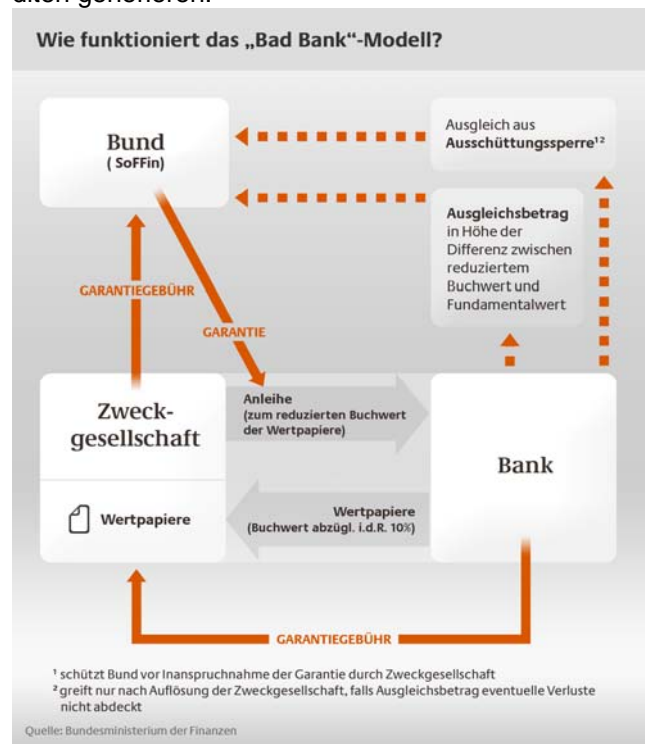 Wie funktioniert das „Bad Bank“-Modell?
Bund
( SoFFin)
Ausgleich aus
Ausschüttungssperre¹²
Ausgleichsbetrag
in Höhe der
Differenz zwischen
reduziertem
Buchwert und
Fundamentalwert
GARANTIEGEBÜHR
GARANTIE
Zweck-
gesellschaft
Anleihe
(zum reduzierten Buchwert
der Wertpapiere)
Bank
Wertpapiere
Wertpapiere
(Buchwert abzügl. i.d.R. 10%)
GARANTIEGEBÜHR
¹ schützt Bund vor Inanspruchnahme der Garantie durch Zweckgesellschaft
² greift nur nach Auflösung der Zweckgesellschaft, falls Ausgleichsbetrag eventuelle Verluste
nicht abdeckt
Quelle: Bundesministerium der Finanzen